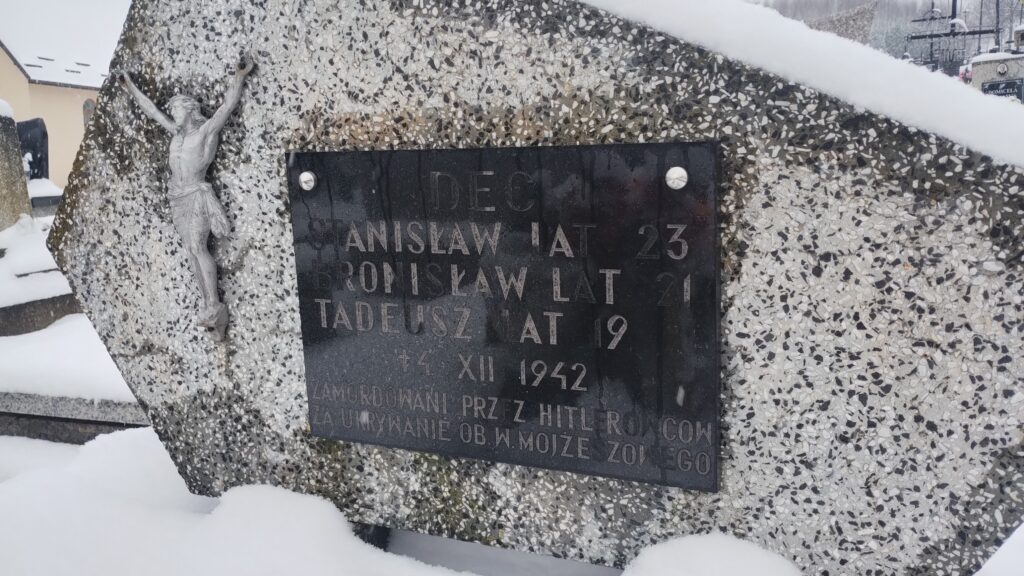 DEC
STANISŁAW LAT 23
BRONISŁAW LAT 21
TADEUSZ LAT 19
† 4 XII 1942
ZAMORDOWANI PRZEZ HITLEROWCÓW
ZA UKRYWANIE OB. W. MOJŻESZOWEGO